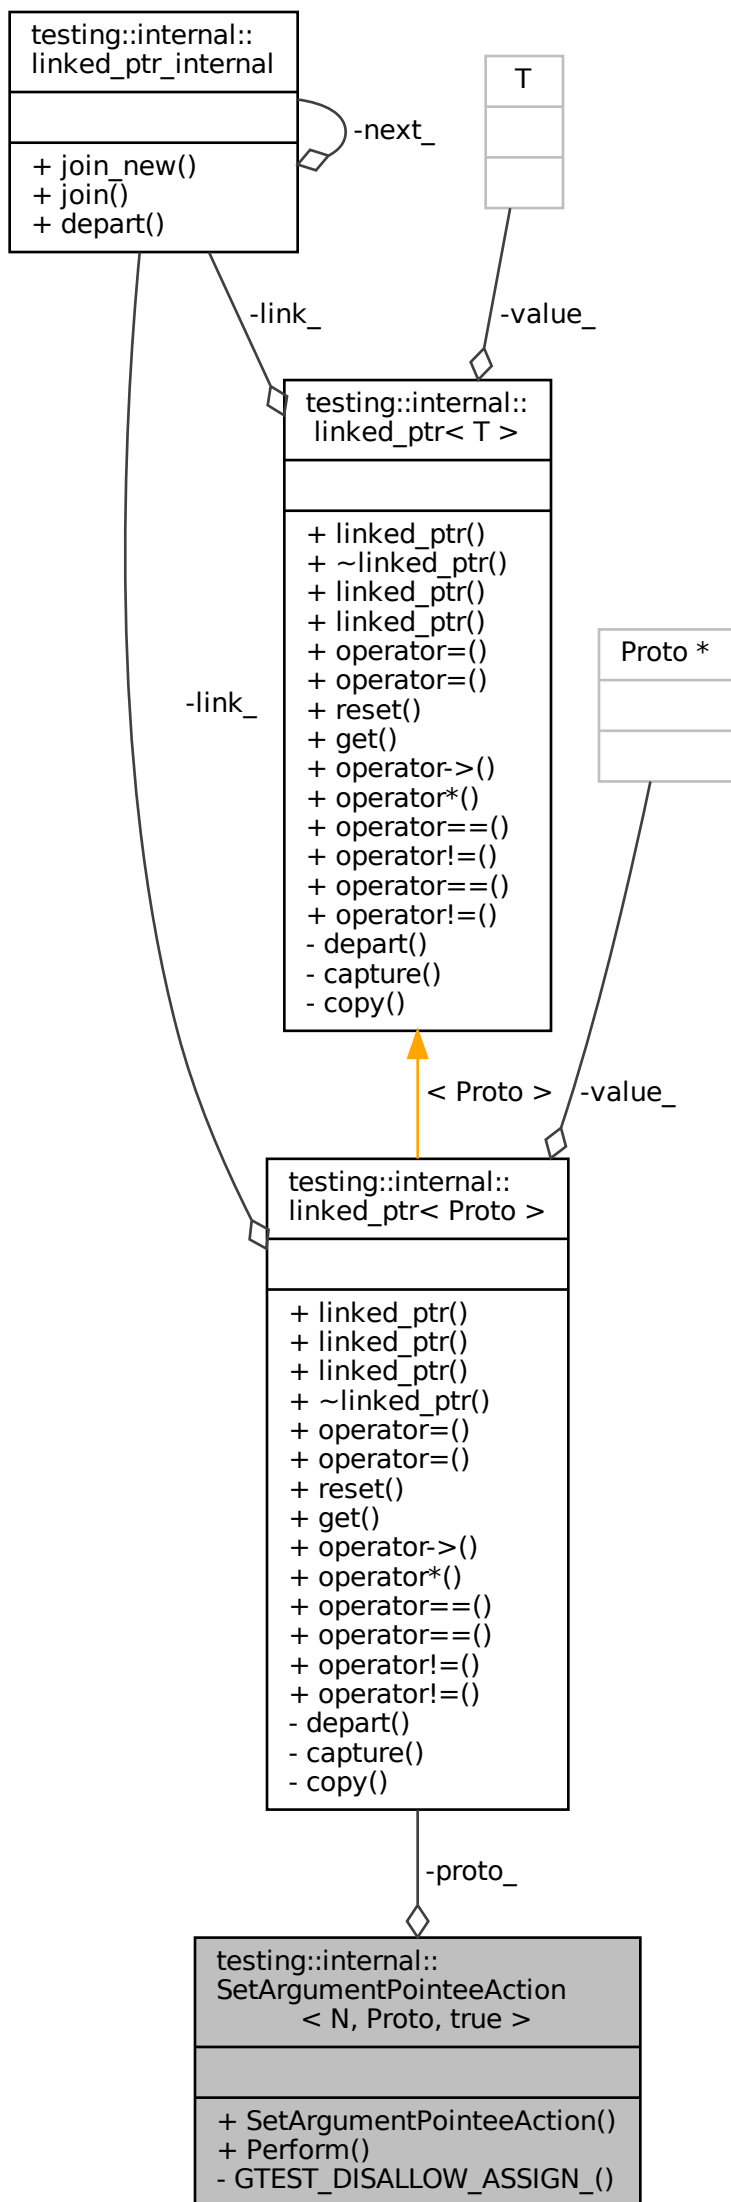 testing::internal::
linked_ptr_internal
+ join_new()
+ join()
+ depart()
-next_
T
-link_
-value_
testing::internal::
linked_ptr< T >
+ linked_ptr()
+ ~linked_ptr()
+ linked_ptr()
+ linked_ptr()
+ operator=()
+ operator=()
+ reset()
+ get()
+ operator->()
+ operator*()
+ operator==()
+ operator!=()
+ operator==()
+ operator!=()
- depart()
- capture()
- copy()
-link_
Proto *
< Proto >
-value_
testing::internal::
linked_ptr< Proto >
+ linked_ptr()
+ linked_ptr()
+ linked_ptr()
+ ~linked_ptr()
+ operator=()
+ operator=()
+ reset()
+ get()
+ operator->()
+ operator*()
+ operator==()
+ operator==()
+ operator!=()
+ operator!=()
- depart()
- capture()
- copy()
-proto_
testing::internal::
SetArgumentPointeeAction
< N, Proto, true >
+ SetArgumentPointeeAction()
+ Perform()
- GTEST_DISALLOW_ASSIGN_()